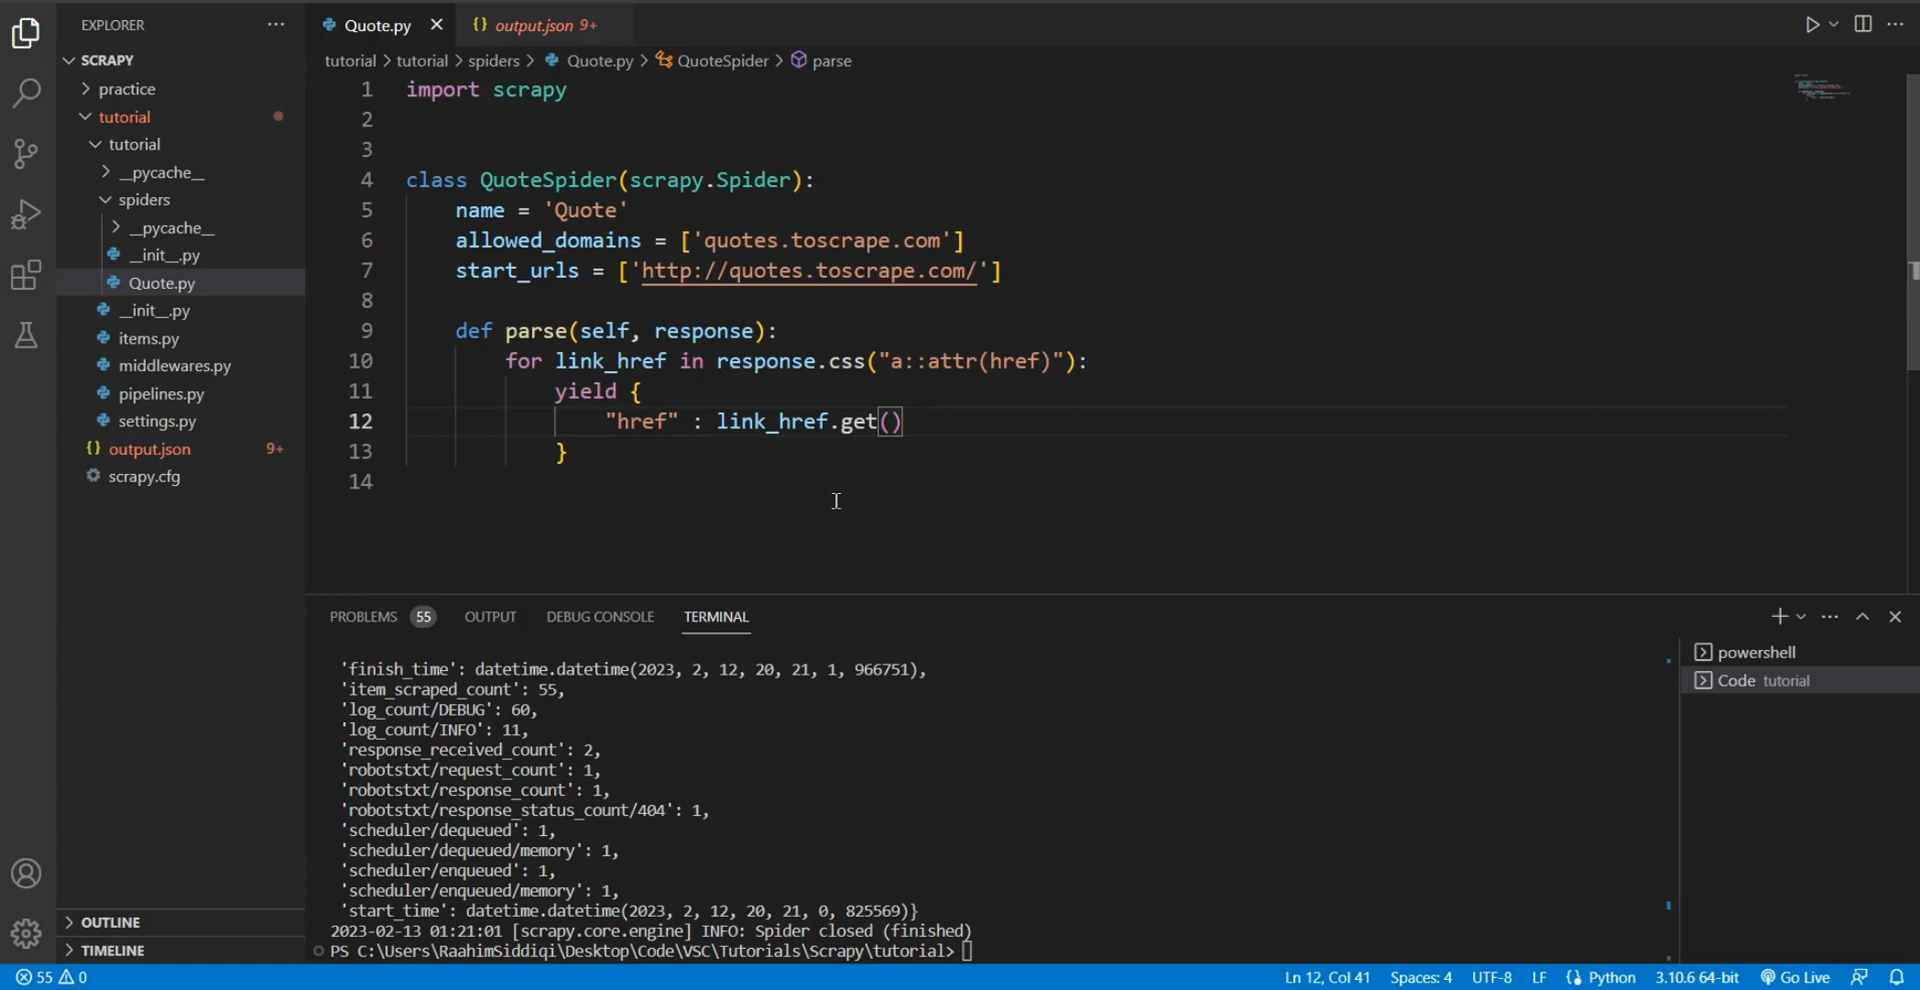 EXPLORER
SCRAPY
practice
tutorial
tutorial
__pycache__
spiders
__pycache__
__init__.py
Quote.py
__init__.py
items.py
middlewares.py
pipelines.py
settings.py
output.json 9+
scrapy.cfg
OUTLINE
TIMELINE
Quote.py
{} output.json 9+
tutorial > tutorial > spiders > Quote.py > QuoteSpider > parse
1 import scrapy
2
3
4 class QuoteSpider(scrapy.Spider):
5 name = 'Quote'
6 allowed_domains = ['quotes.toscrape.com']
7 start_urls = ['http://quotes.toscrape.com/']
8
9 def parse(self, response):
10 for link_href in response.css("a::attr(href)"):
11 yield {
12 "href" : link_href.get()
13 }
14
PROBLEMS 55 OUTPUT DEBUG CONSOLE TERMINAL
'finish_time': datetime.datetime(2023, 2, 12, 20, 21, 1, 966751),
'item_scraped_count': 55,
'log_count/DEBUG': 60,
'log_count/INFO': 11,
'response_received_count': 2,
'robotstxt/request_count': 1,
'robotstxt/response_count': 1,
'robotstxt/response_status_count/404': 1,
'scheduler/dequeued': 1,
'scheduler/dequeued/memory': 1,
'scheduler/enqueued': 1,
'scheduler/enqueued/memory': 1,
'start_time': datetime.datetime(2023, 2, 12, 20, 21, 0, 825569)}
2023-02-13 01:21:01 [scrapy.core.engine] INFO: Spider closed (finished)
PS C:\Users\RaahimSiddiqi\Desktop\Code\VSC\Tutorials\Scrapy\tutorial>
powershell
Code tutorial
55 0
Ln 12, Col 41 Spaces: 4 UTF-8 LF {} Python 3.10.6 64-bit Go Live